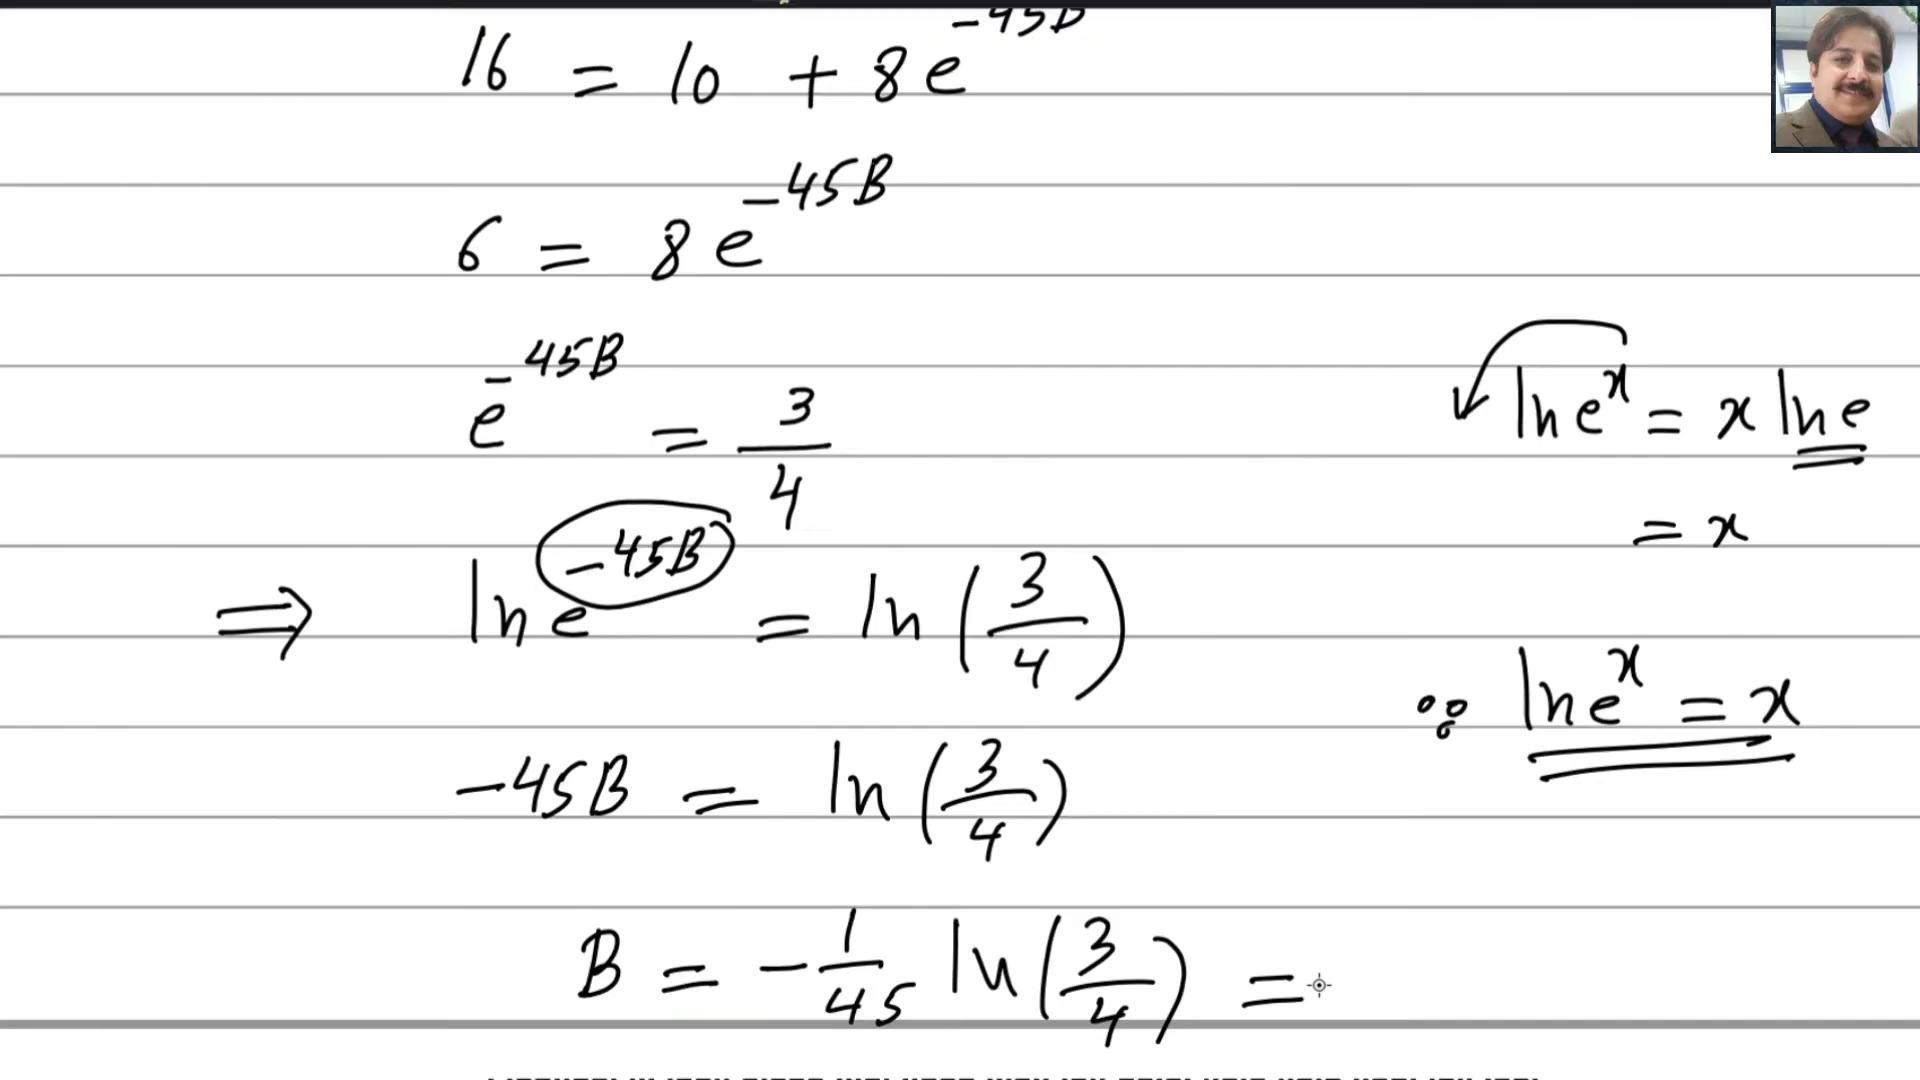 16 = 10 + 8e^{-45B}
6 = 8e^{-45B}
e^{-45B} = 3/4
ln e^x = x ln e
= x
⇒ ln e^{-45B} = ln(3/4)
∵ ln e^x = x
-45B = ln(3/4)
B = -1/45 ln(3/4) =